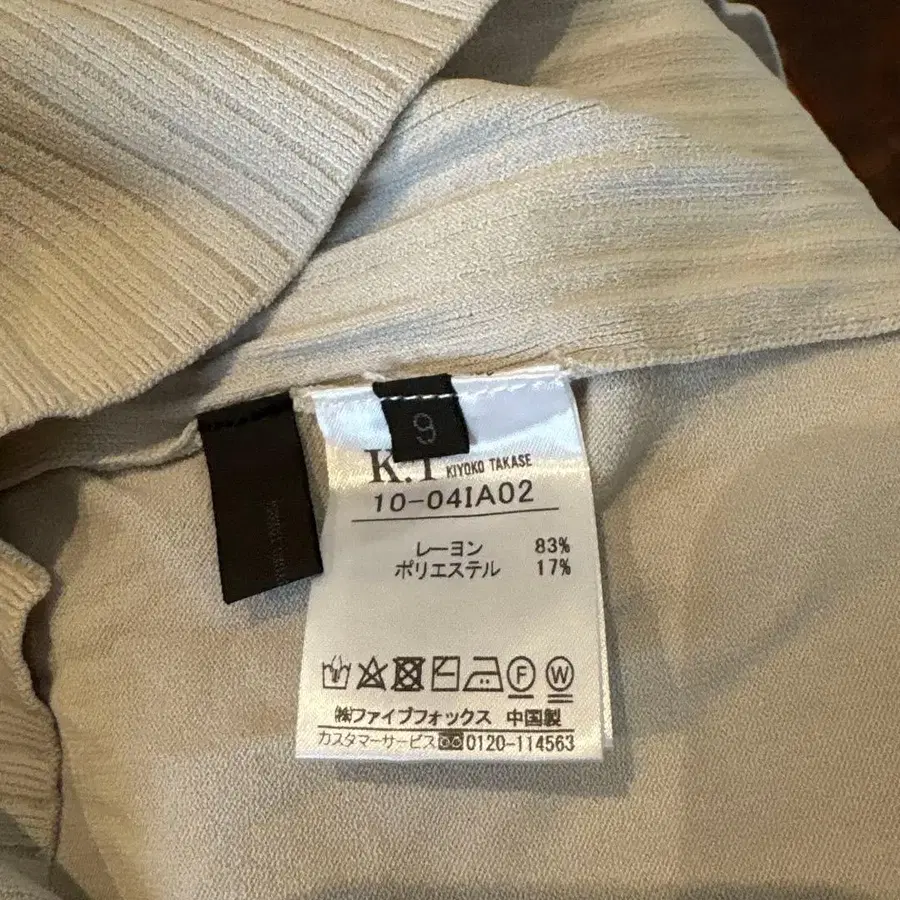 9
K.T KIYOKO TAKASE
10-04IA02
レーヨン 83%
ポリエステル 17%
F W
㈱ファイブフォックス 中国製
カスタマーサービス 0120-114563